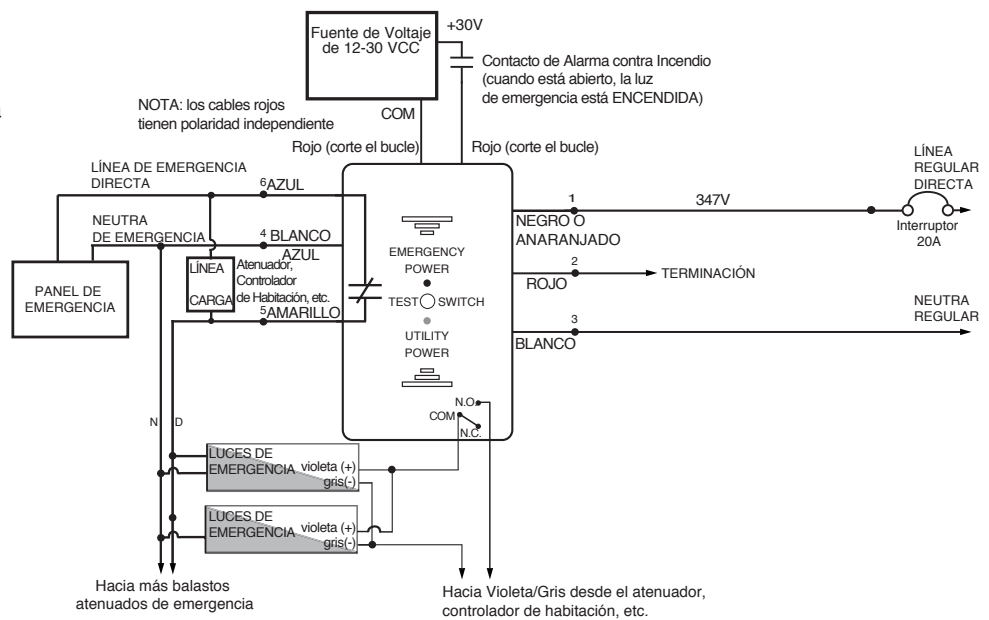 Fuente de Voltaje
de 12-30 VCC
+30V
Contacto de Alarma contra Incendio
(cuando está abierto, la luz
de emergencia está ENCENDIDA)
COM
NOTA: los cables rojos
tienen polaridad independiente
Rojo (corte el bucle)
Rojo (corte el bucle)
LÍNEA DE EMERGENCIA
DIRECTA
6 AZUL
NEUTRA
DE EMERGENCIA
4 BLANCO
AZUL
LÍNEA
CARGA
Atenuador,
Controlador
de Habitación, etc.
5 AMARILLO
PANEL DE
EMERGENCIA
EMERGENCY
POWER
TEST SWITCH
UTILITY
POWER
N.O.
COM
N.C.
1
347V
NEGRO O
ANARANJADO
LÍNEA
REGULAR
DIRECTA
Interruptor
20A
2
ROJO
TERMINACIÓN
3
BLANCO
NEUTRA
REGULAR
N
D
LUCES DE
EMERGENCIA
violeta (+)
gris(-)
LUCES DE
EMERGENCIA
violeta (+)
gris(-)
Hacia más balastos
atenuados de emergencia
Hacia Violeta/Gris desde el atenuador,
controlador de habitación, etc.